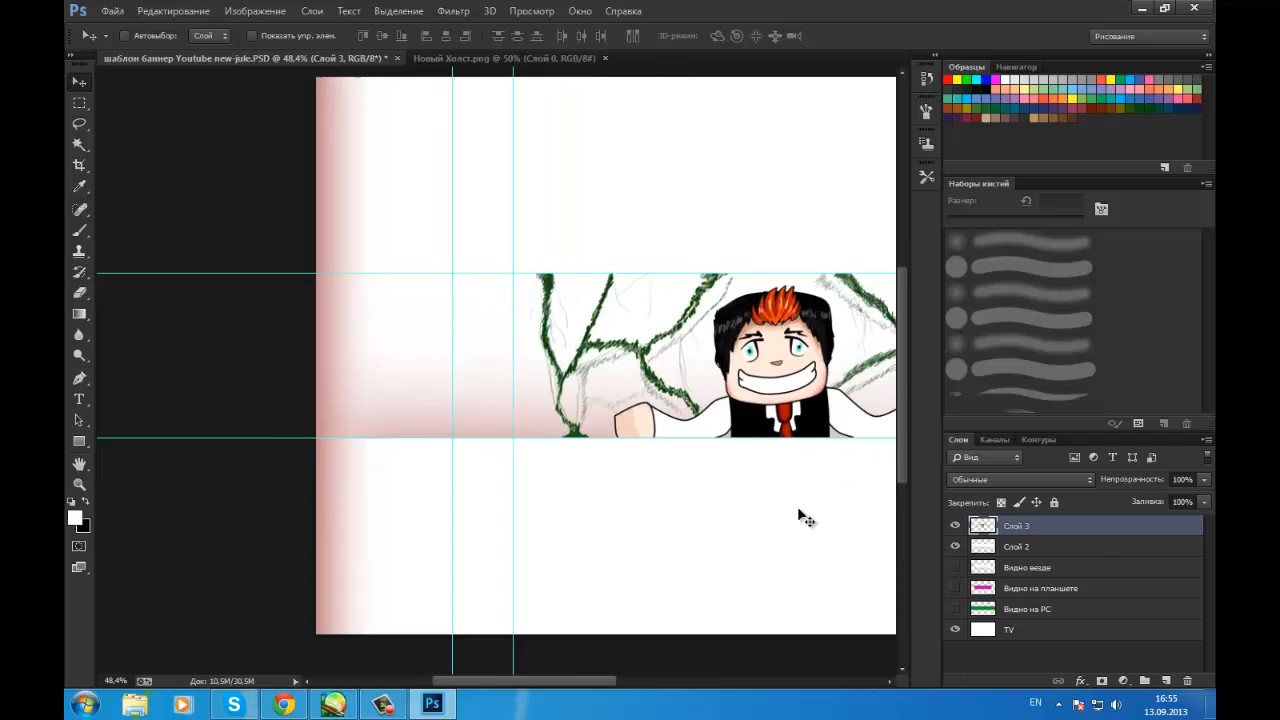 Ps Файл Редактирование Изображение Слои Текст Выделение Фильтр 3D Просмотр Окно Справка
Автовыбор: Слой Показать упр. элем. 3D-режим: Рисование
шаблон баннер Youtube new-jule.PSD @ 48,4% (Слой 3, RGB/8*) * × Новый Холст.png @ 50% (Слой 0, RGB/8#) ×
Образцы Навигатор
Наборы кистей
Размер:
Слои Каналы Контуры
Вид
Обычные Непрозрачность: 100%
Закрепить: Заливка: 100%
Слой 3
Слой 2
Видно везде
Видно на планшете
Видно на PC
TV
48,4% Док: 10,5M/30,5M
EN 16:55
13.09.2013